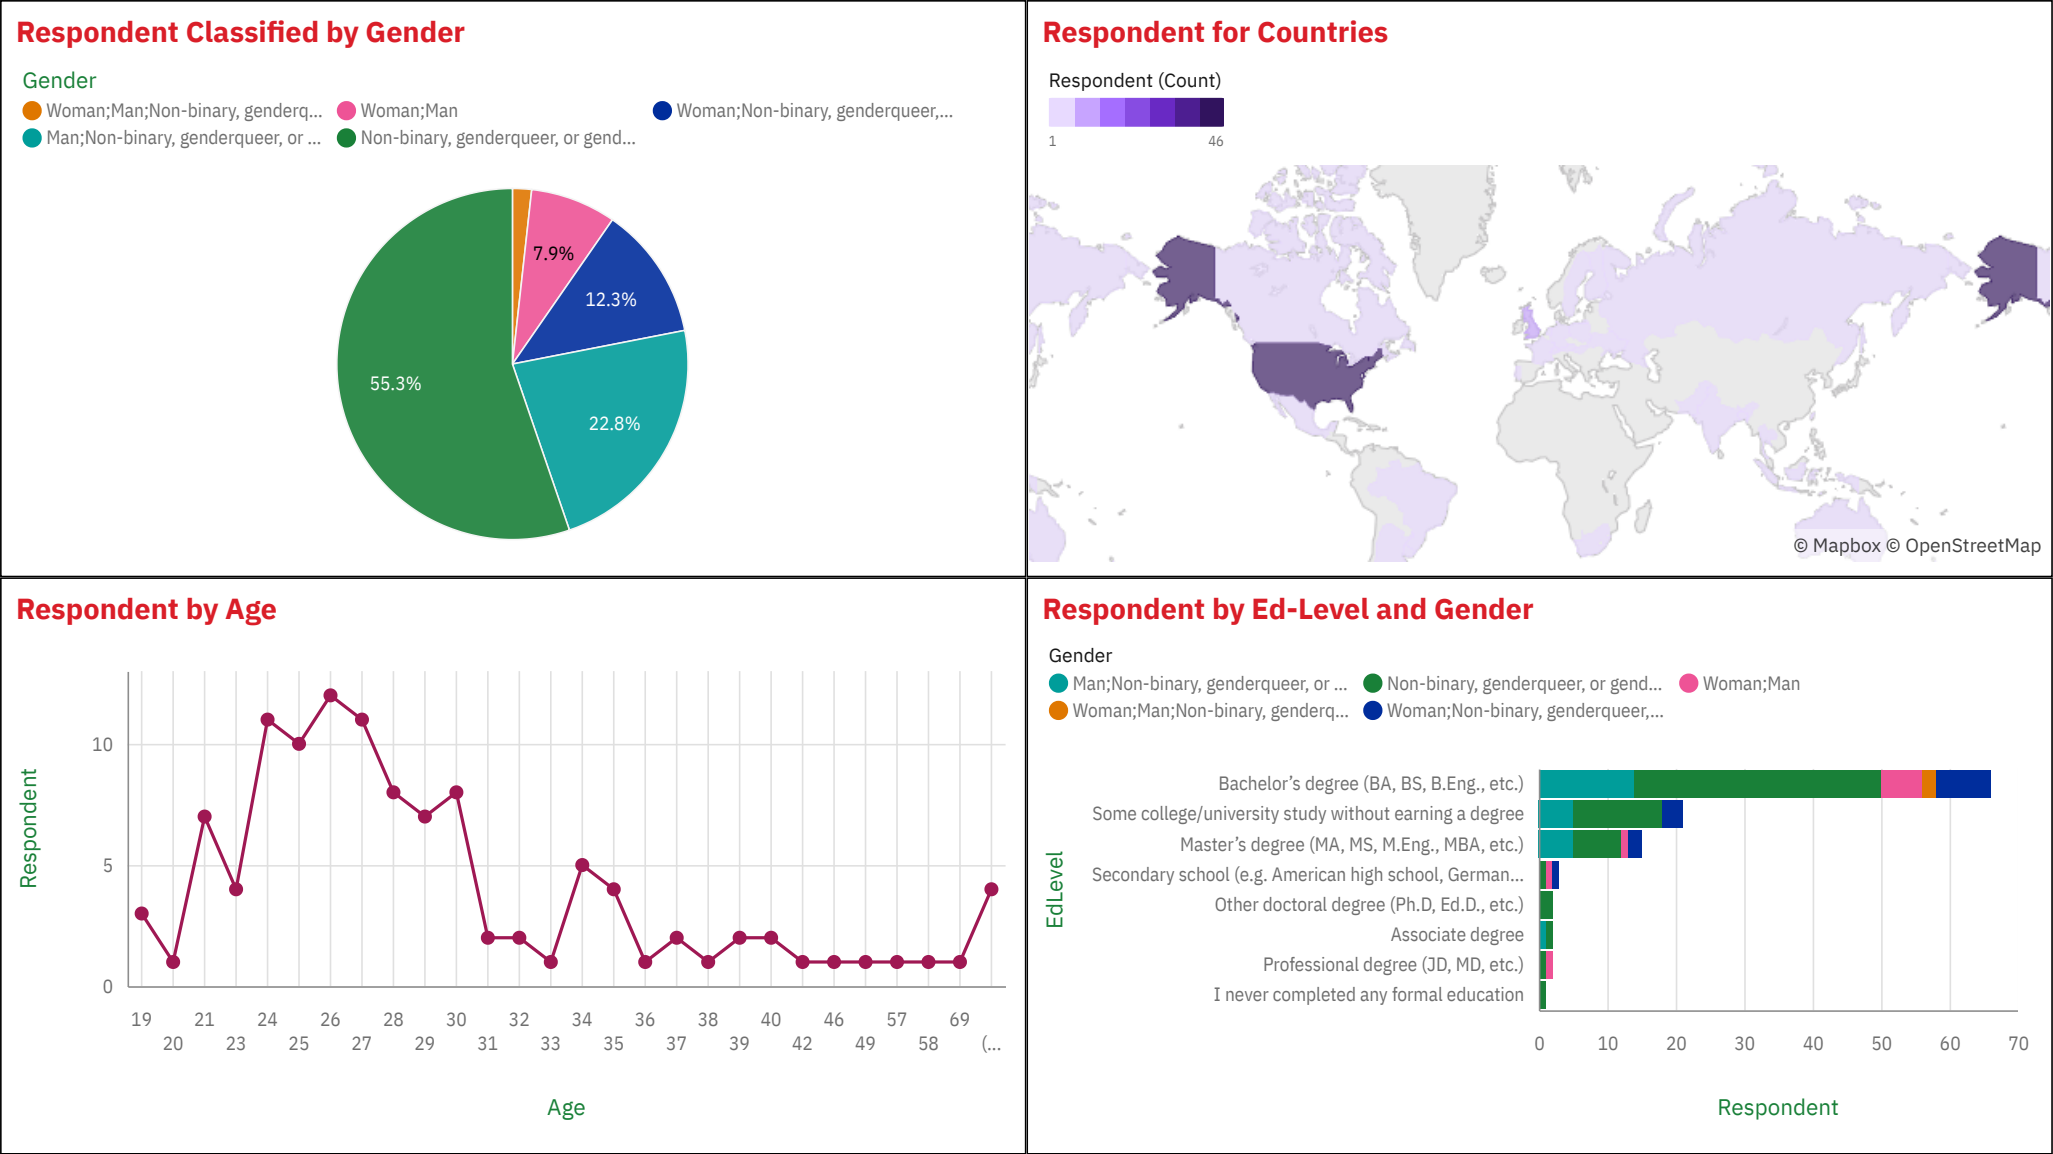 Respondent Classified by Gender
Gender
Woman;Man;Non-binary, genderq...
Woman;Man
Woman;Non-binary, genderqueer,...
Man;Non-binary, genderqueer, or ...
Non-binary, genderqueer, or gend...
7.9%
12.3%
55.3%
22.8%
Respondent for Countries
Respondent (Count)
1 46
© Mapbox © OpenStreetMap
Respondent by Age
Respondent
10
5
0
19 21 24 26 28 30 32 34 36 38 40 46 57 69
20 23 25 27 29 31 33 35 37 39 42 49 58 (...
Age
Respondent by Ed-Level and Gender
Gender
Man;Non-binary, genderqueer, or ...
Non-binary, genderqueer, or gend...
Woman;Man
Woman;Man;Non-binary, genderq...
Woman;Non-binary, genderqueer,...
EdLevel
Bachelor’s degree (BA, BS, B.Eng., etc.)
Some college/university study without earning a degree
Master’s degree (MA, MS, M.Eng., MBA, etc.)
Secondary school (e.g. American high school, German...
Other doctoral degree (Ph.D, Ed.D., etc.)
Associate degree
Professional degree (JD, MD, etc.)
I never completed any formal education
0 10 20 30 40 50 60 70
Respondent